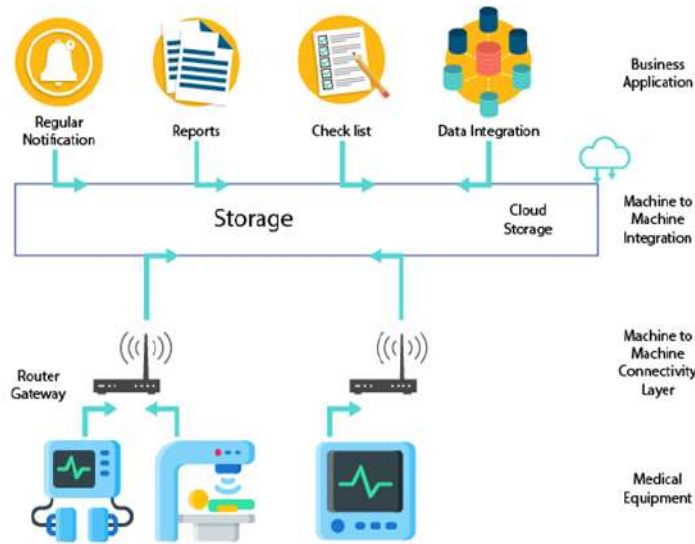 Regular
Notification
Reports
Check list
Data Integration
Business
Application
Storage
Cloud
Storage
Machine to
Machine
Integration
Router
Gateway
Machine to
Machine
Connectivity
Layer
Medical
Equipment